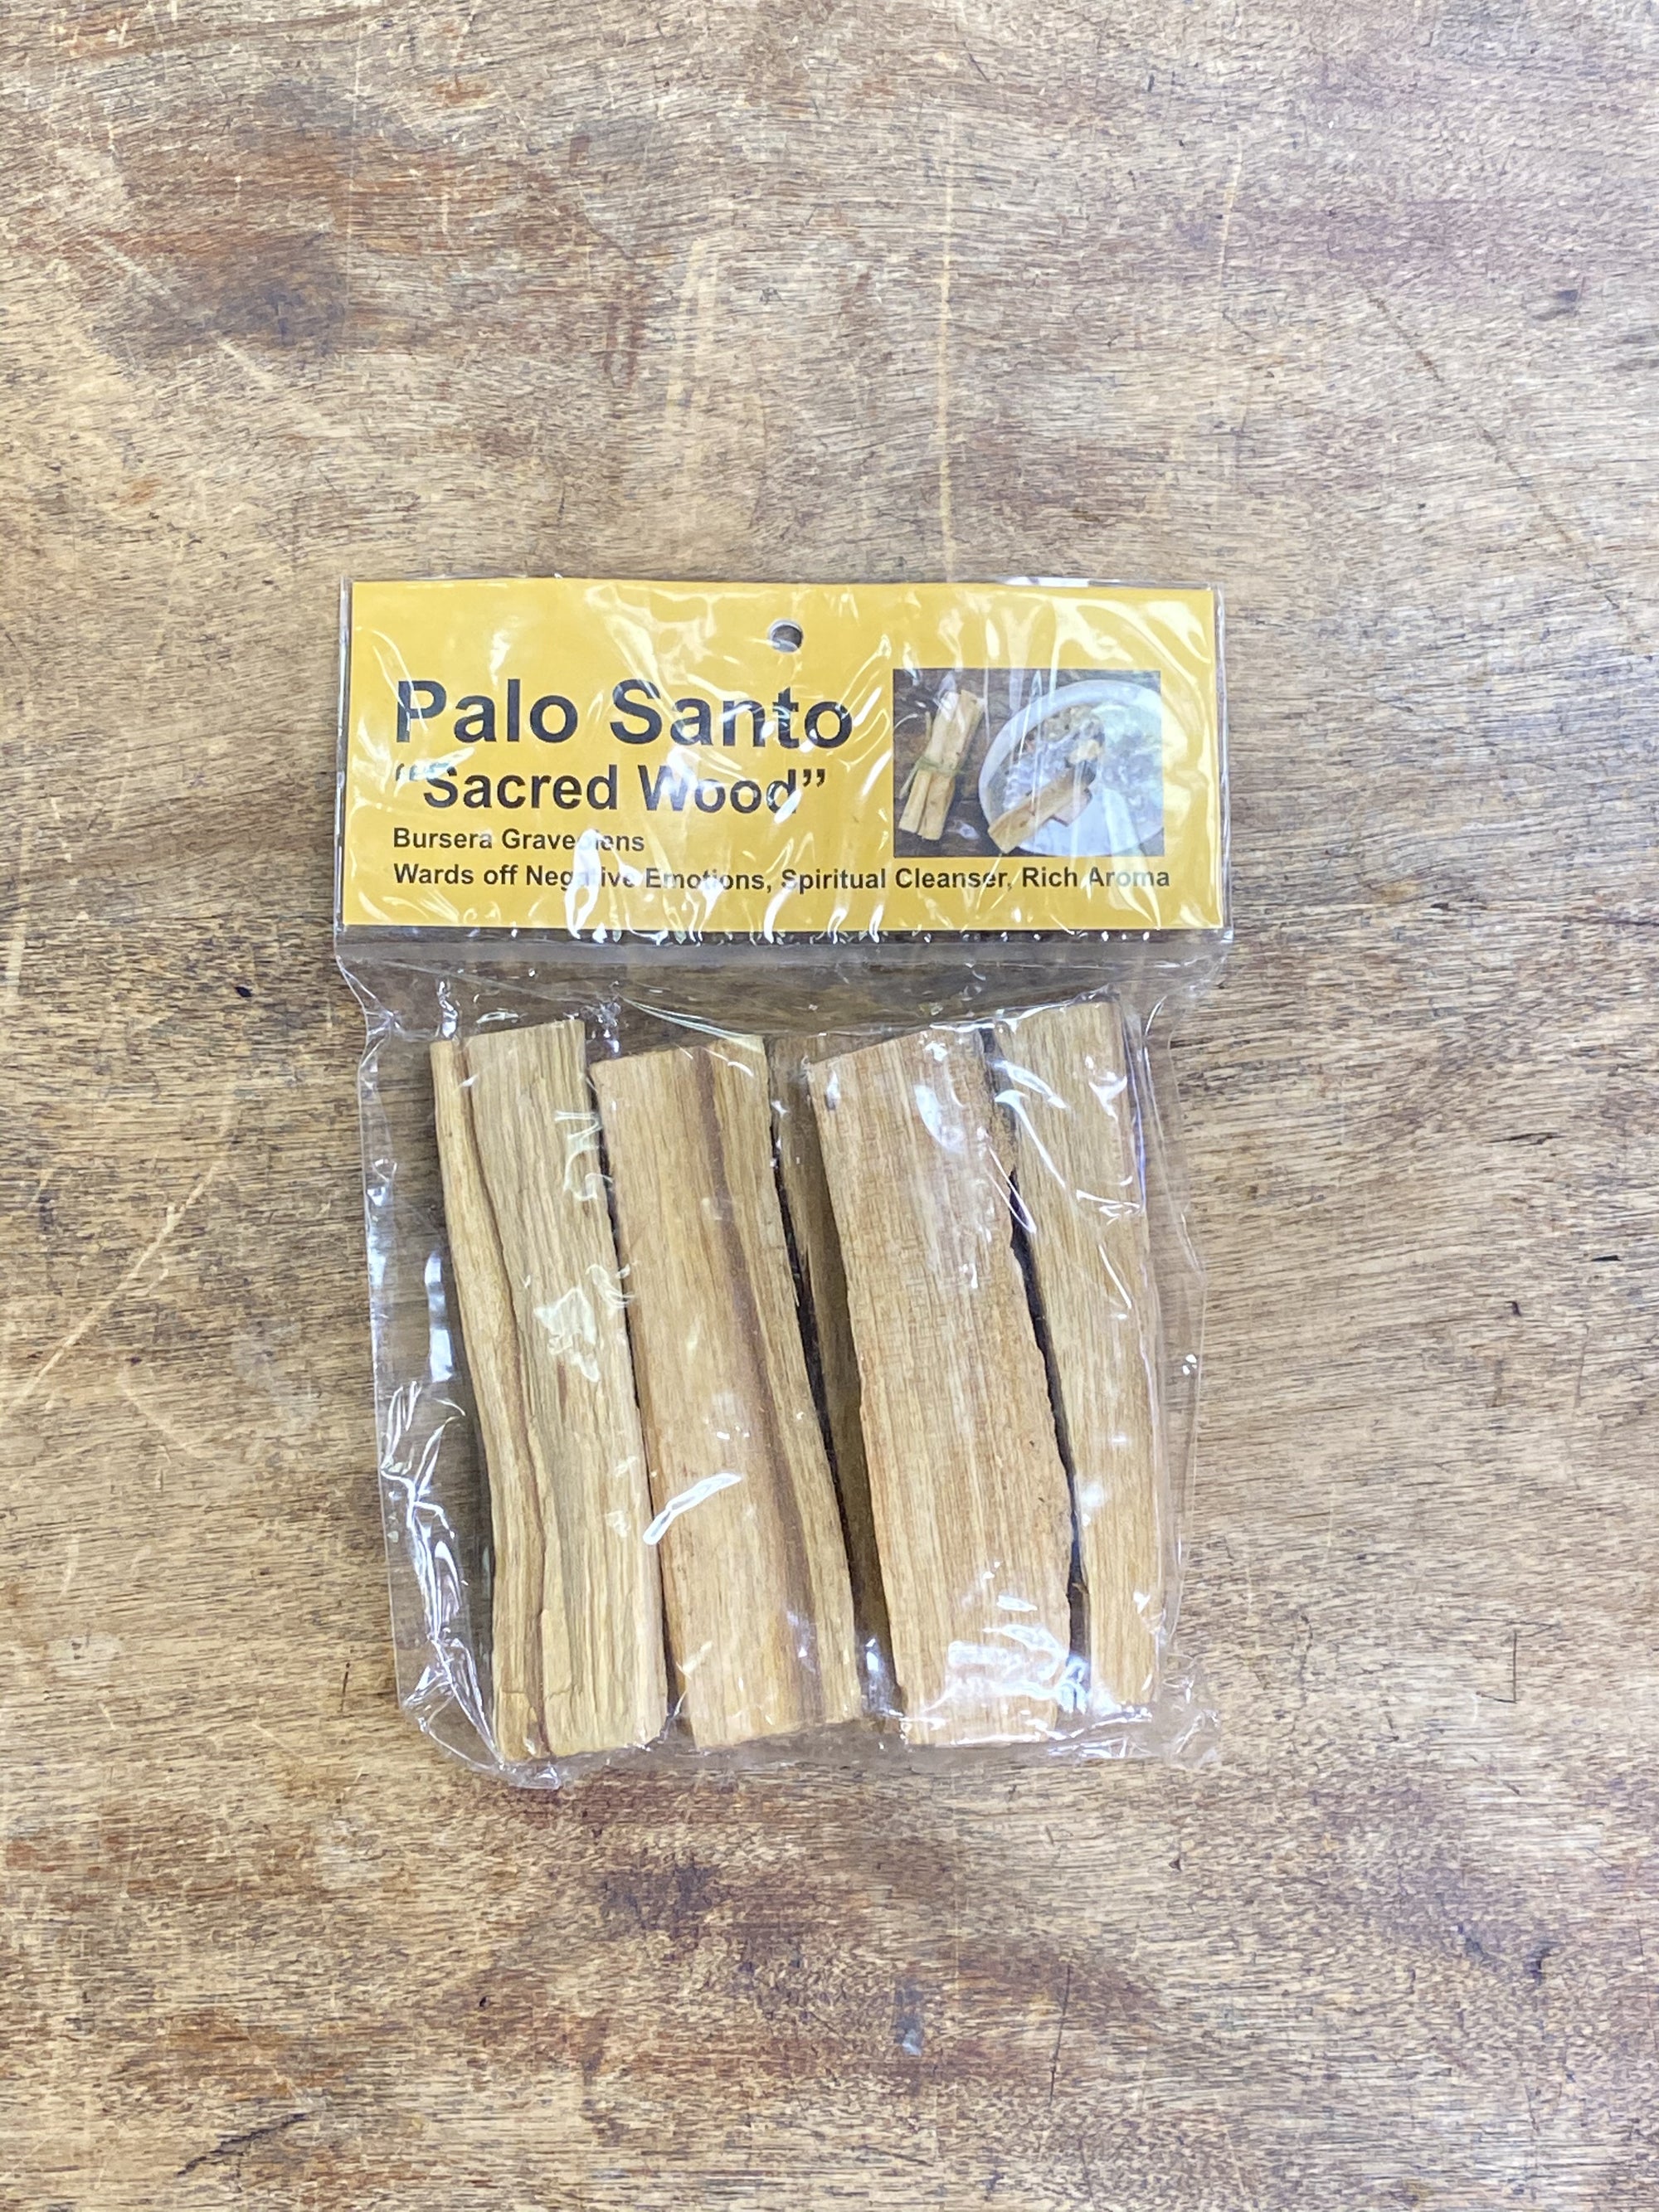 Palo Santo
“Sacred Wood”
Bursera Graveolens
Wards off Negative Emotions, Spiritual Cleanser, Rich Aroma